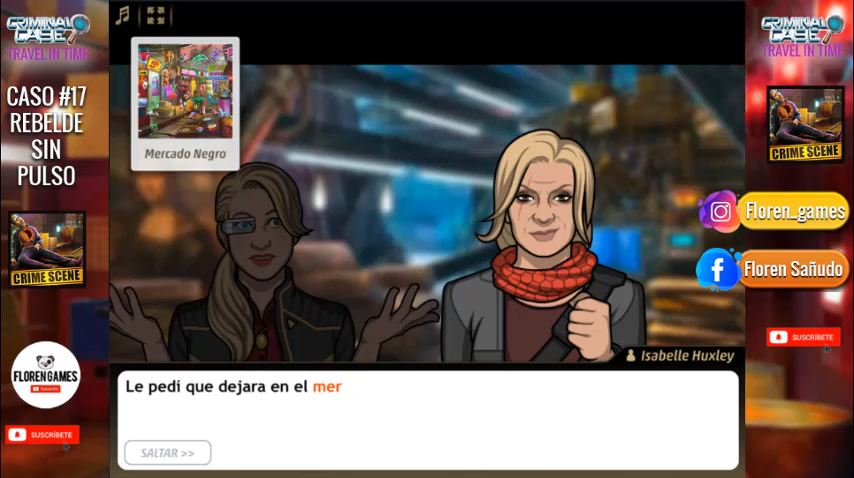 CRIMINAL
CASE
TRAVEL IN TIME
CASO #17
REBELDE
SIN
PULSO
CRIME SCENE
FLOREN GAMES
SUSCRÍBETE
Mercado Negro
Isabelle Huxley
Le pedí que dejara en el mer
SALTAR >>
CRIMINAL
CASE
TRAVEL IN TIME
CRIME SCENE
Floren_games
Floren Sañudo
SUSCRÍBETE